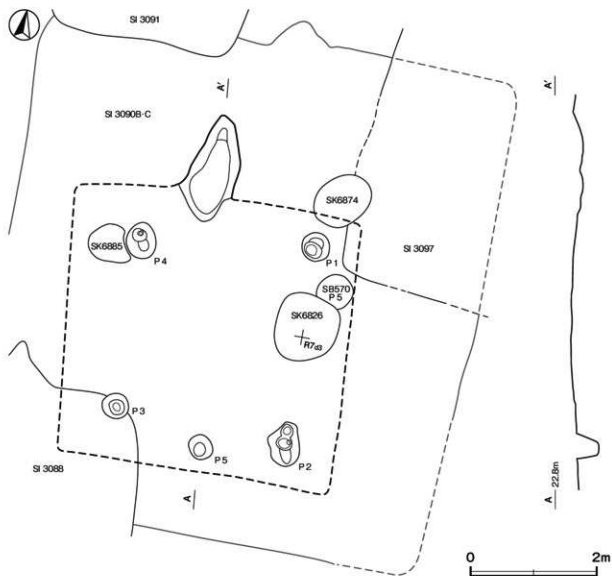 SI 3091
A'
A'
SI 3090B・C
SK6874
SK6885
P 4
P 1
SI 3097
SB570
P 5
SK6826
R7d3
P 3
P 5
P 2
SI 3088
A
A 22.8m
0 2m